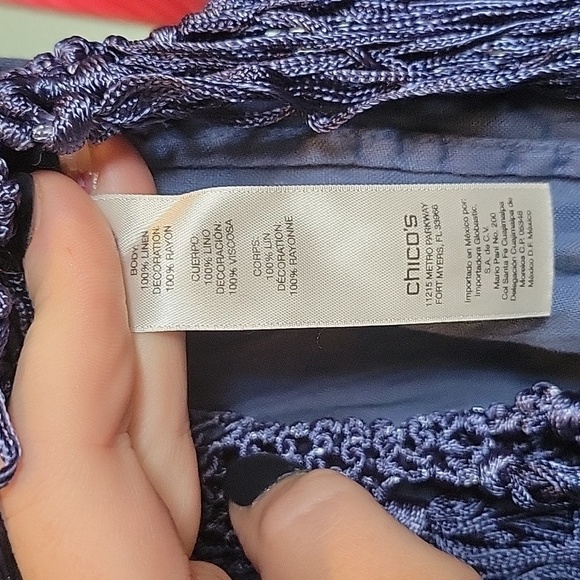 BODY:
100% LINEN
DECORATION:
100% RAYON
CUERPO:
100% LINO
DECORACIÓN:
100% VISCOSA
CORPS:
100% LIN
DÉCORATION:
100% RAYONNE
chico's
11215 METRO PARKWAY
FORT MYERS, FL 33966
Importado en México por:
Importadora Globastic,
S.A. de C.V.
Mario Pani No. 200
Col Santa Fe Cuajimalpa
Delegación Cuajimalpa de
Morelos C.P. 05348
México D.F. México